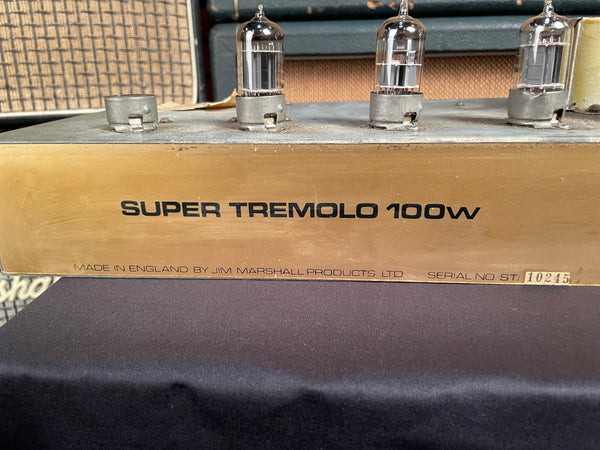 SUPER TREMOLO 100W
MADE IN ENGLAND BY JIM MARSHALL PRODUCTS LTD SERIAL NO. ST/ 10245